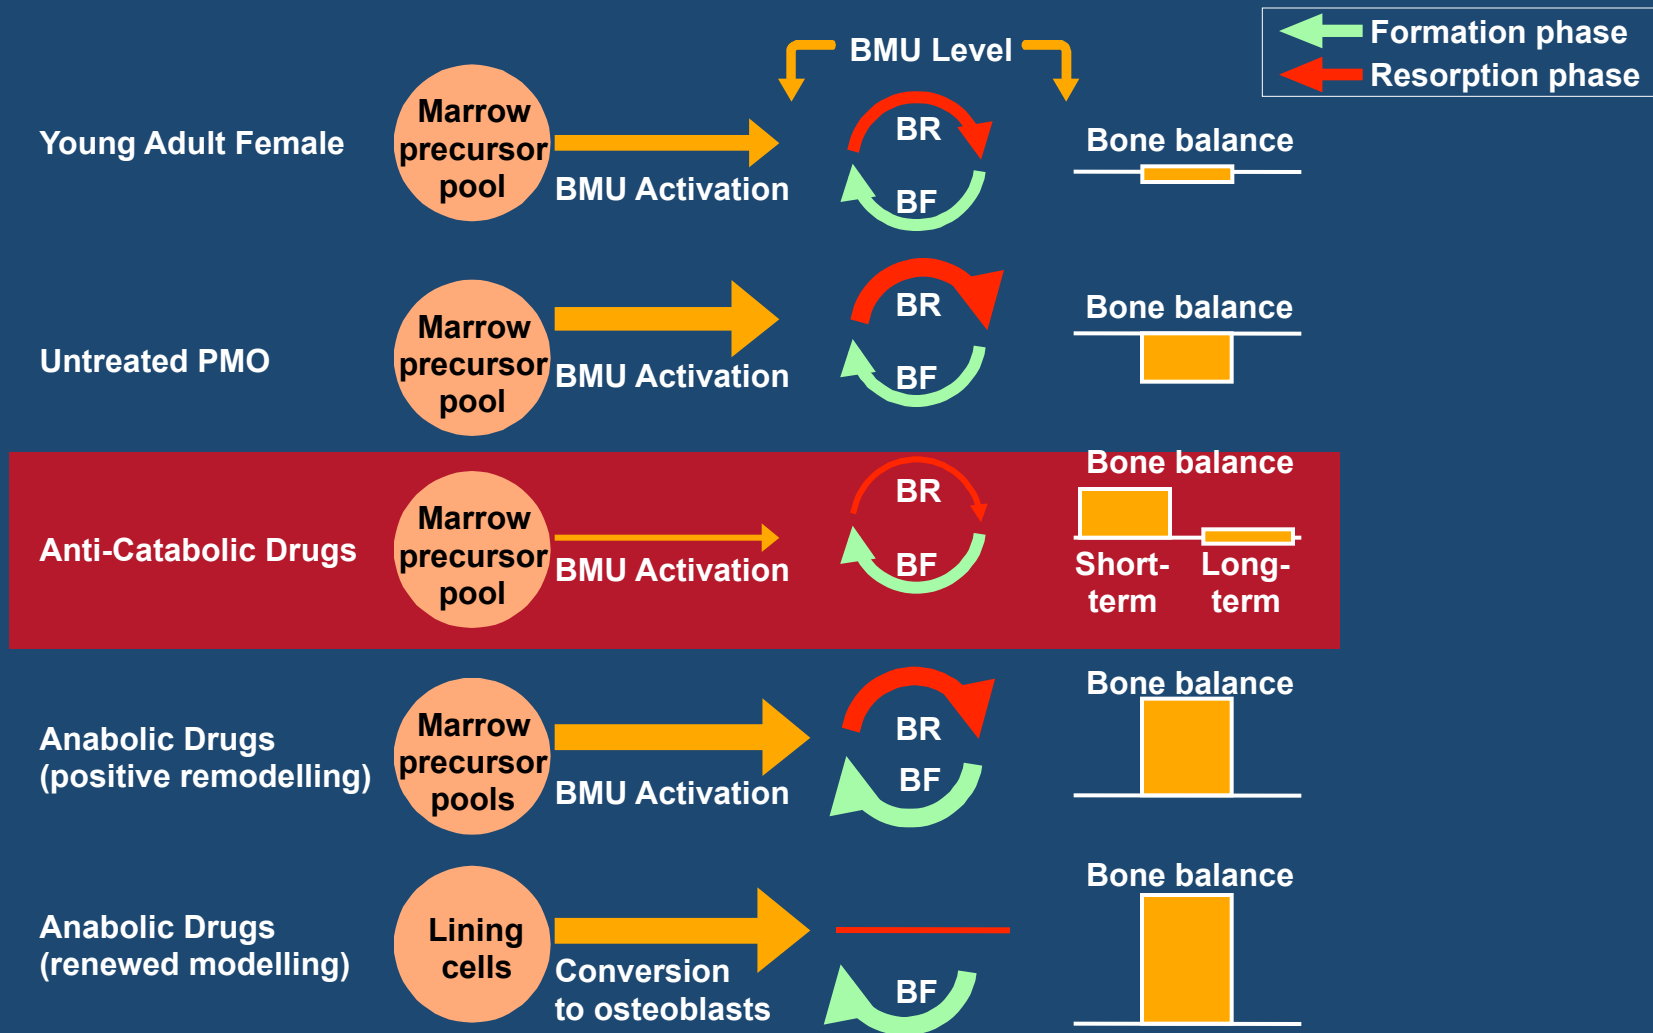 Formation phase
Resorption phase
BMU Level
Young Adult Female
Marrow
precursor
pool
BMU Activation
BR
BF
Bone balance
Untreated PMO
Marrow
precursor
pool
BMU Activation
BR
BF
Bone balance
Anti-Catabolic Drugs
Marrow
precursor
pool
BMU Activation
BR
BF
Bone balance
Short-
term
Long-
term
Anabolic Drugs
(positive remodelling)
Marrow
precursor
pools
BMU Activation
BR
BF
Bone balance
Anabolic Drugs
(renewed modelling)
Lining
cells
Conversion
to osteoblasts
BF
Bone balance